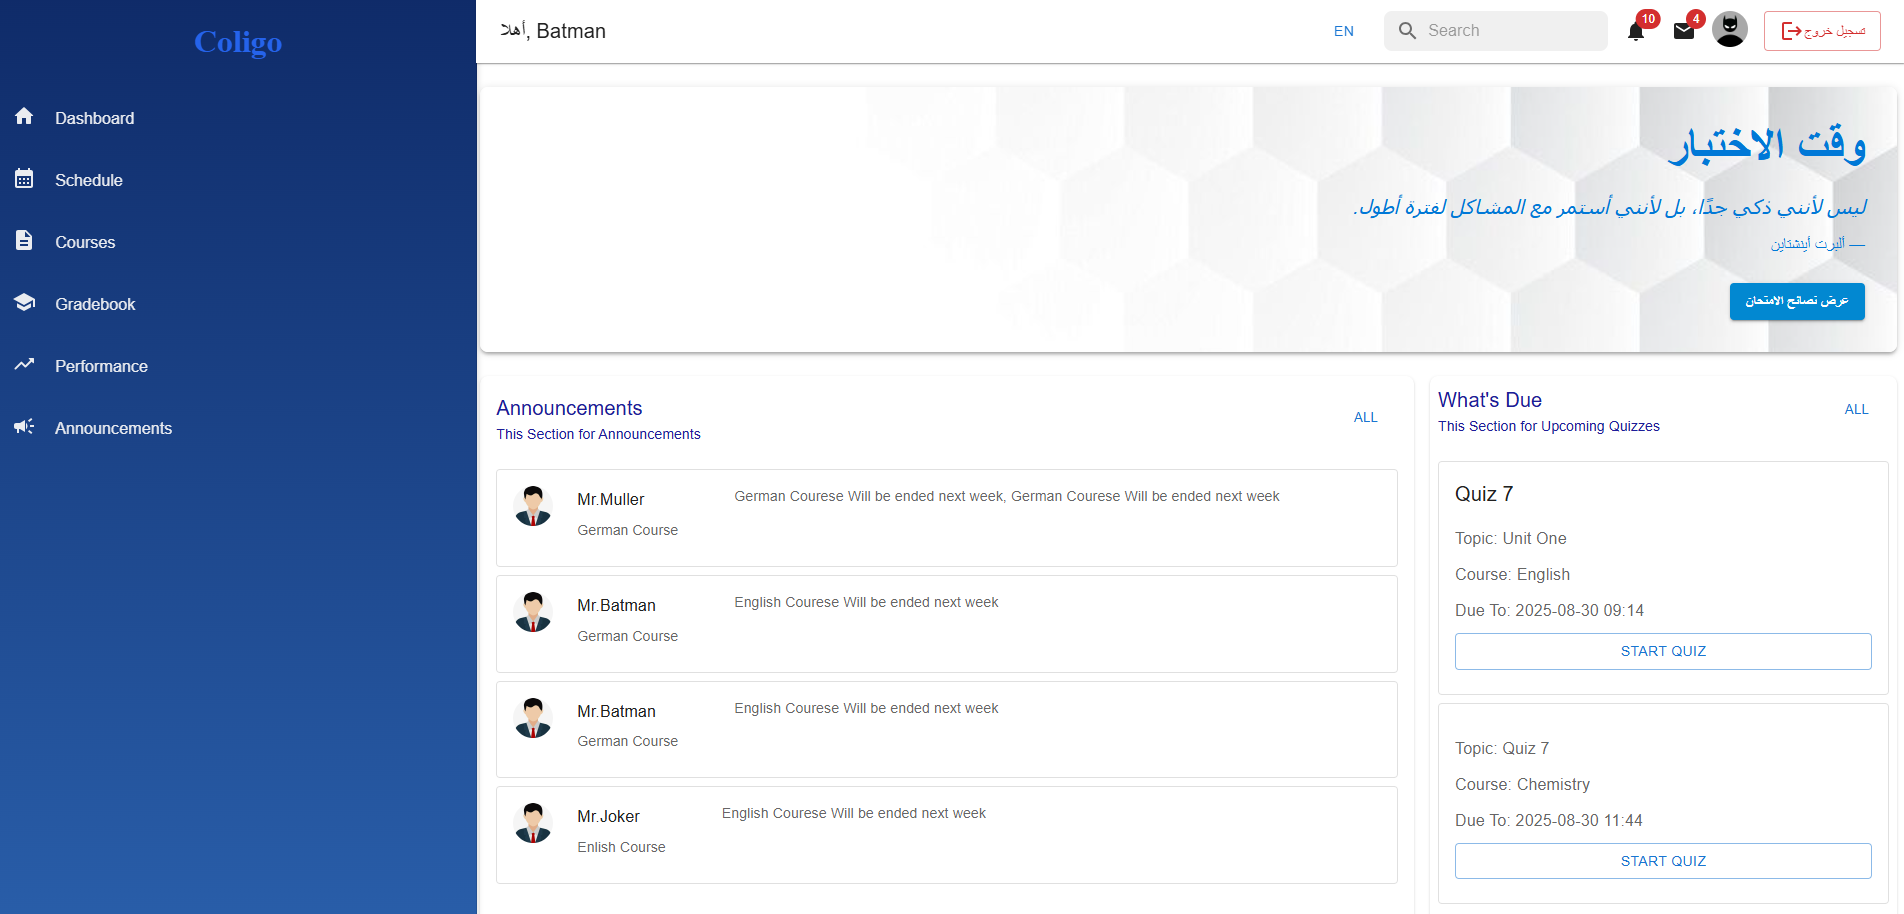 Coligo
Dashboard
Schedule
Courses
Gradebook
Performance
Announcements
أهلا, Batman
EN
Search
10
4
تسجيل خروج
وقت الاختبار
ليس لأنني ذكي جدًا، بل لأنني أستمر مع المشاكل لفترة أطول.
— ألبرت أينشتاين
عرض نصائح الامتحان
Announcements
This Section for Announcements
ALL
Mr.Muller
German Course
German Courese Will be ended next week, German Courese Will be ended next week
Mr.Batman
German Course
English Courese Will be ended next week
Mr.Batman
German Course
English Courese Will be ended next week
Mr.Joker
Enlish Course
English Courese Will be ended next week
What's Due
This Section for Upcoming Quizzes
ALL
Quiz 7
Topic: Unit One
Course: English
Due To: 2025-08-30 09:14
START QUIZ
Topic: Quiz 7
Course: Chemistry
Due To: 2025-08-30 11:44
START QUIZ